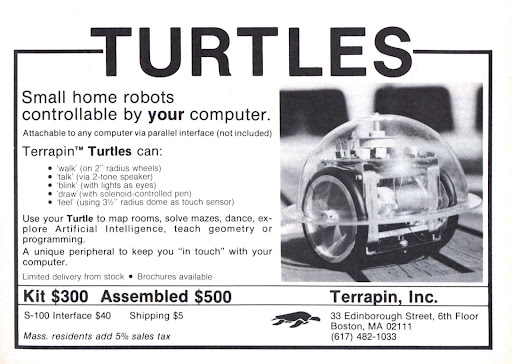 TURTLES
Small home robots
controllable by your computer.
Attachable to any computer via parallel interface (not included)
Terrapin™ Turtles can:
• 'walk' (on 2" radius wheels)
• 'talk' (via 2-tone speaker)
• 'blink' (with lights as eyes)
• 'draw' (with solenoid-controlled pen)
• 'feel' (using 3½" radius dome as touch sensor)
Use your Turtle to map rooms, solve mazes, dance, ex-
plore Artificial Intelligence, teach geometry or
programming.
A unique peripheral to keep you "in touch" with your
computer.
Limited delivery from stock • Brochures available
Kit $300 Assembled $500
S-100 Interface $40 Shipping $5
Mass. residents add 5% sales tax
Terrapin, Inc.
33 Edinborough Street, 6th Floor
Boston, MA 02111
(617) 482-1033